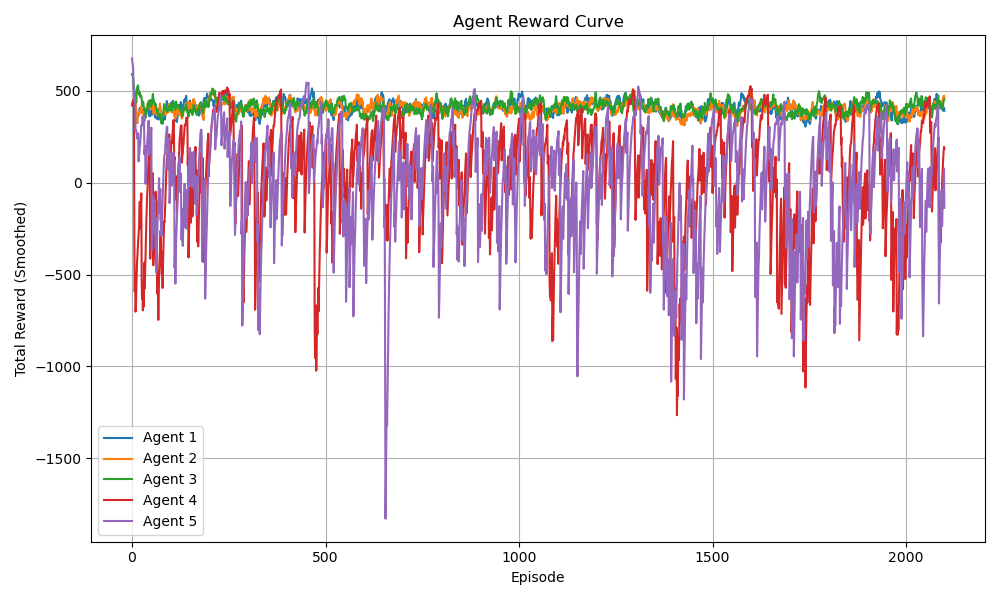 Agent Reward Curve
Total Reward (Smoothed)
500
0
−500
−1000
−1500
Agent 1
Agent 2
Agent 3
Agent 4
Agent 5
0
500
1000
1500
2000
Episode